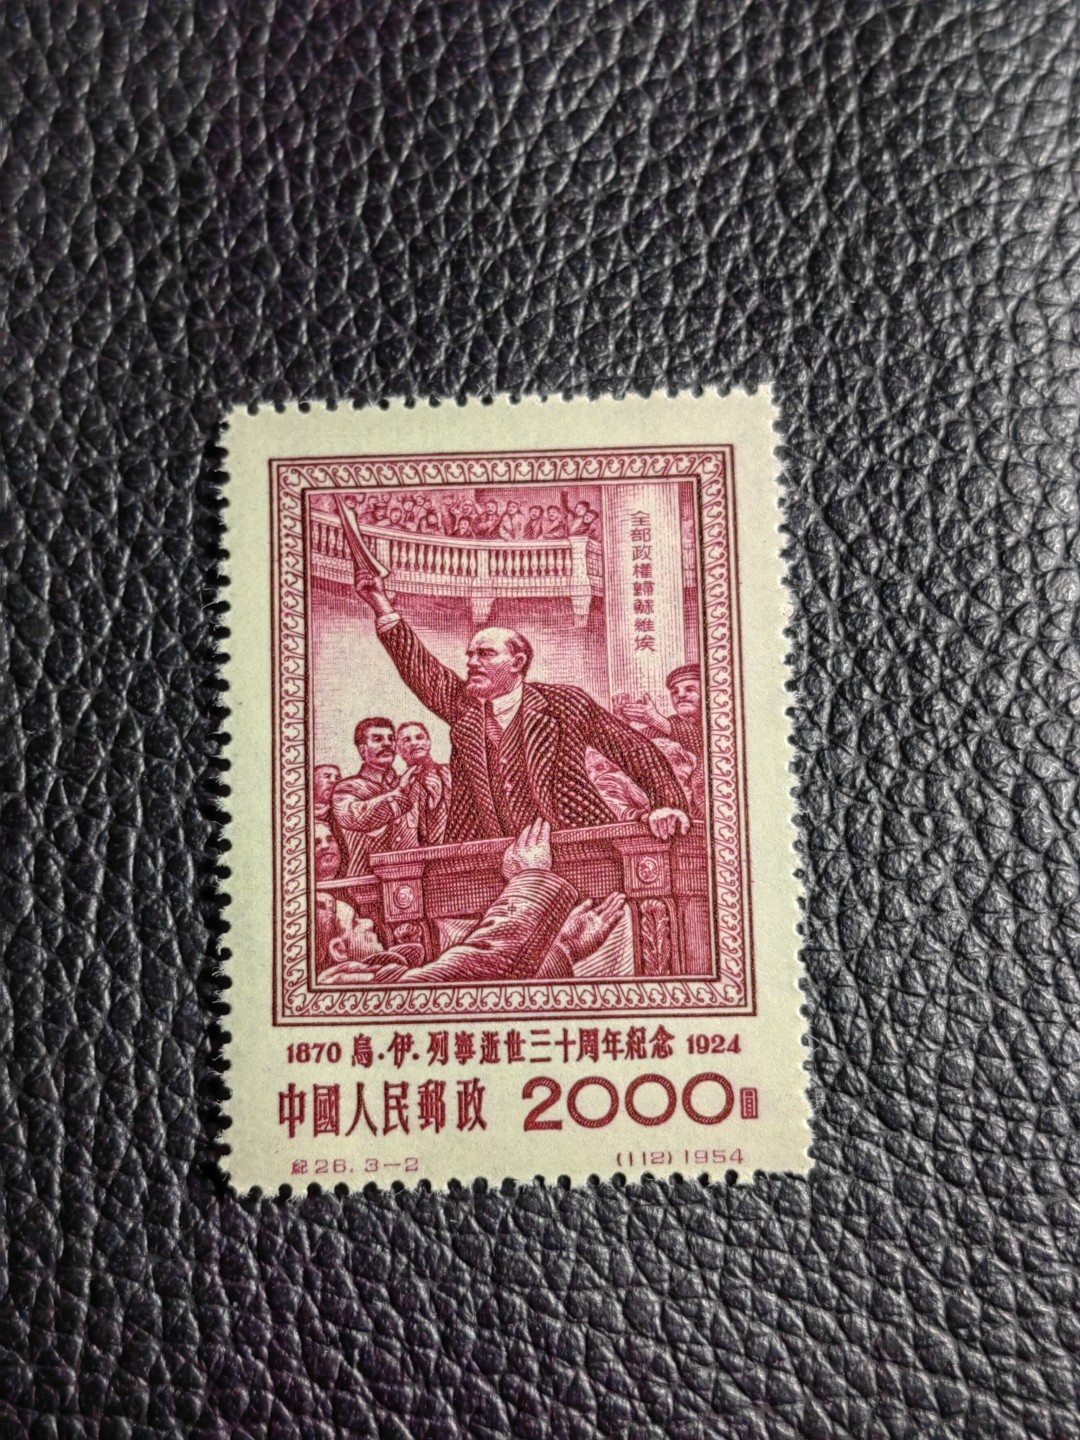 全部政權歸蘇維埃
1870 烏·伊·列寧逝世三十周年紀念 1924
中國人民郵政 2000圓
紀26.3-2 (112)1954